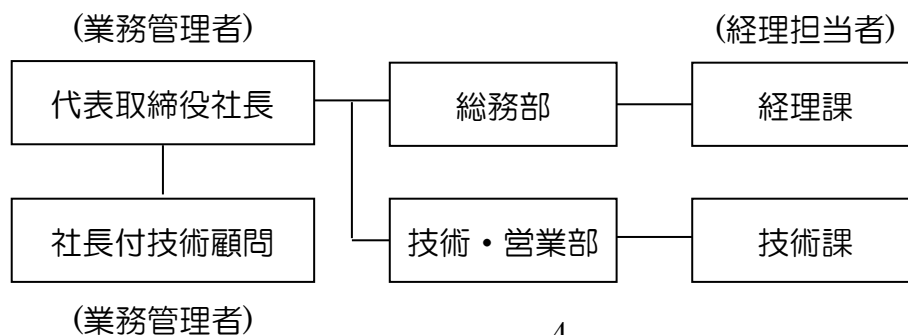 (業務管理者) (経理担当者)
代表取締役社長 総務部 経理課
社長付技術顧問 技術・営業部 技術課
(業務管理者)
4